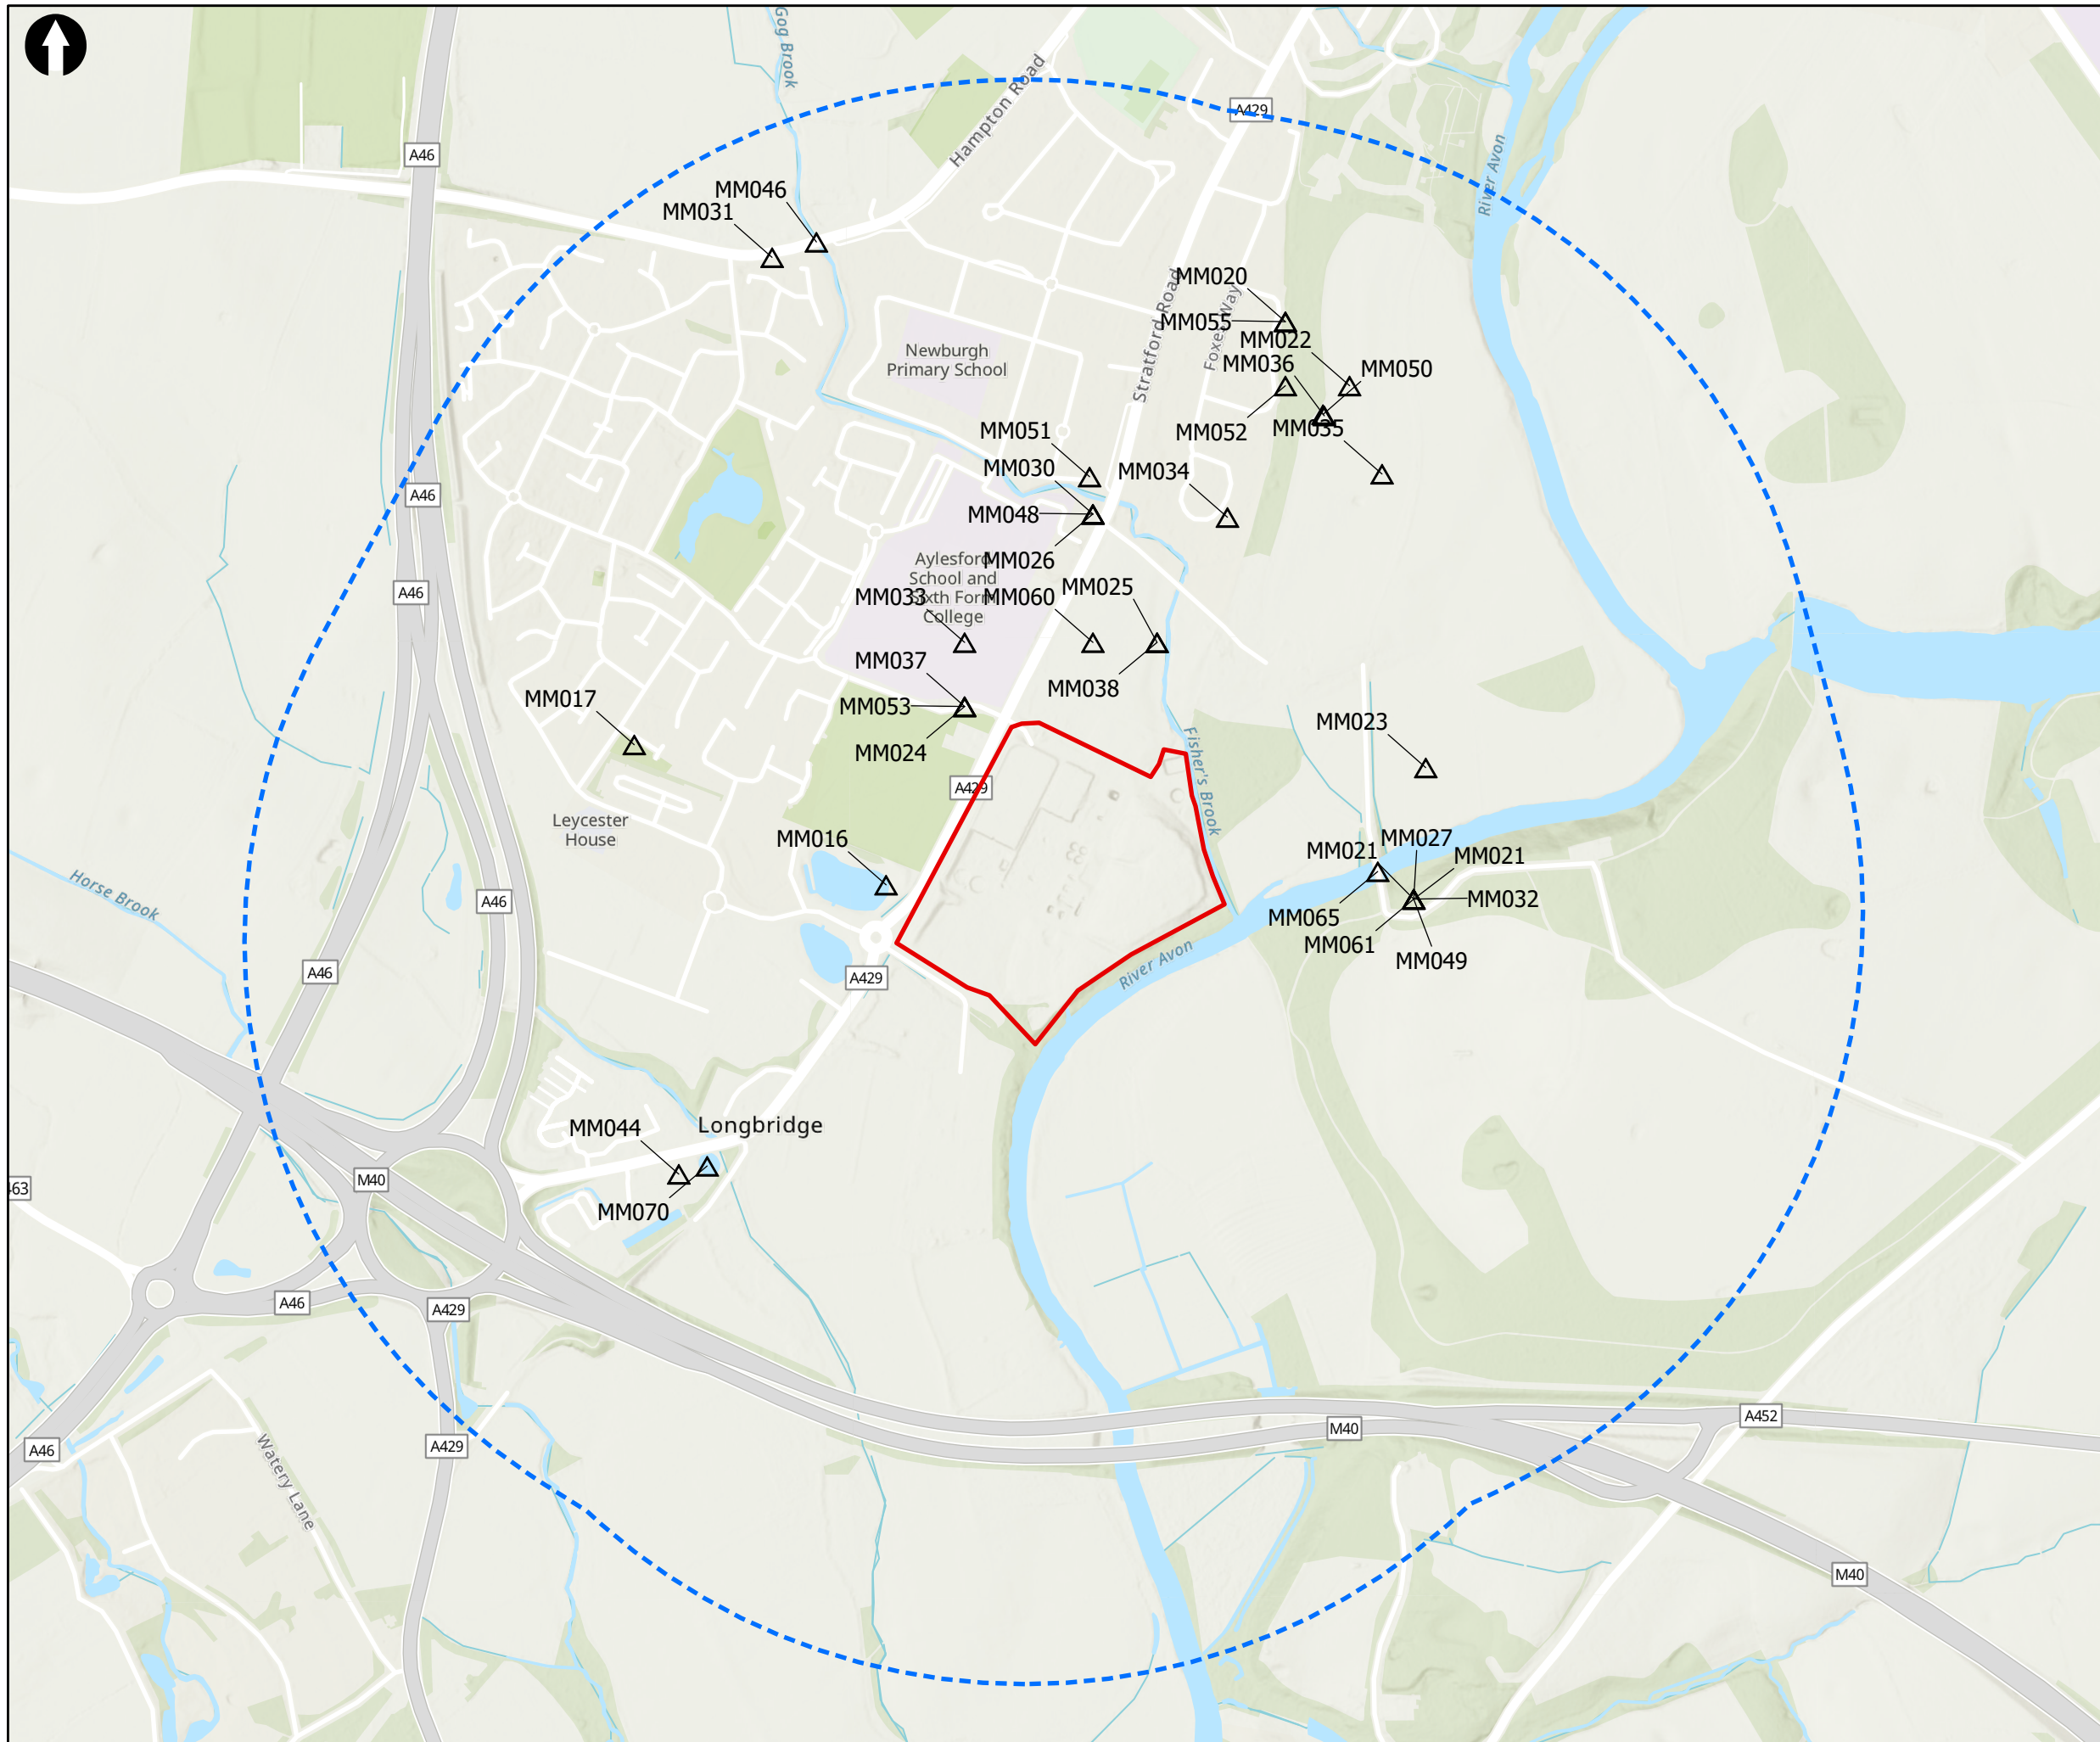 Gog Brook
Hampton Road
A429
River Avon
A46
MM046
MM031
MM020
Stratford Road
Foxes Way
MM055
MM022
MM036
MM050
Newburgh
Primary School
MM051
MM052
MM035
MM030
MM034
A46
MM048
MM026
Aylesford
School and
Sixth Form
College
A46
MM033
MM060
MM025
MM037
MM038
MM017
MM053
MM024
MM023
Fisher's Brook
A429
Leycester
House
MM016
MM027
MM021
MM021
Horse Brook
A46
MM032
MM065
MM061
MM049
River Avon
A46
A429
Longbridge
MM044
M40
463
MM070
A46
A429
A452
M40
A429
A46
Watery Lane
M40